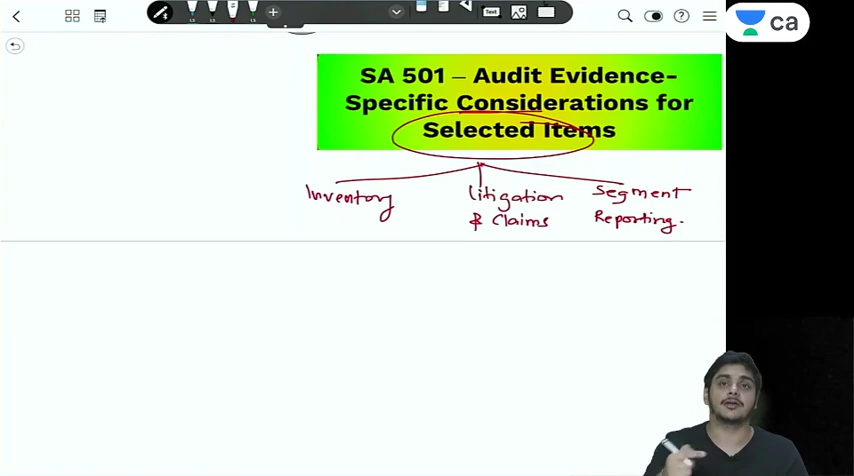 Text
ca
SA 501 – Audit Evidence-
Specific Considerations for
Selected Items
Inventory
Litigation
& Claims
Segment
Reporting.